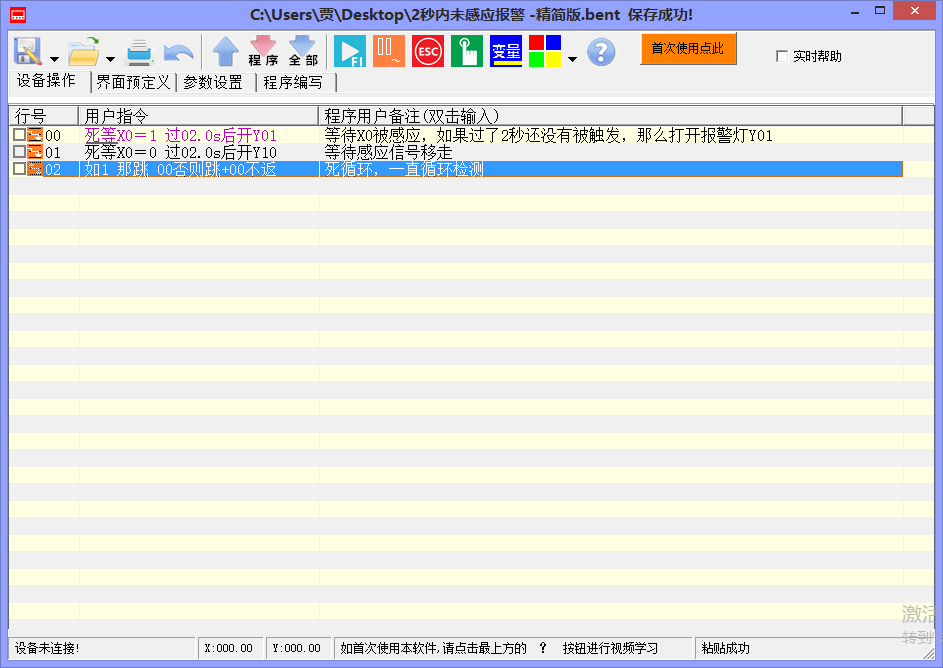 C:\Users\贾\Desktop\2秒内未感应报警 -精简版.bent 保存成功!
程序 全部 FI ESC 变量 ? 首次使用点此 实时帮助
设备操作 界面预定义 参数设置 程序编写
行号 用户指令 程序用户备注(双击输入)
00 死等X0＝1 过02.0s后开Y01 等待X0被感应，如果过了2秒还没有被触发，那么打开报警灯Y01
01 死等X0＝0 过02.0s后开Y10 等待感应信号移走
02 如1 那跳 00否则跳+00不返 死循环，一直循环检测
激活
转到
设备未连接! X:000.00 Y:000.00 如首次使用本软件,请点击最上方的 ? 按钮进行视频学习 粘贴成功